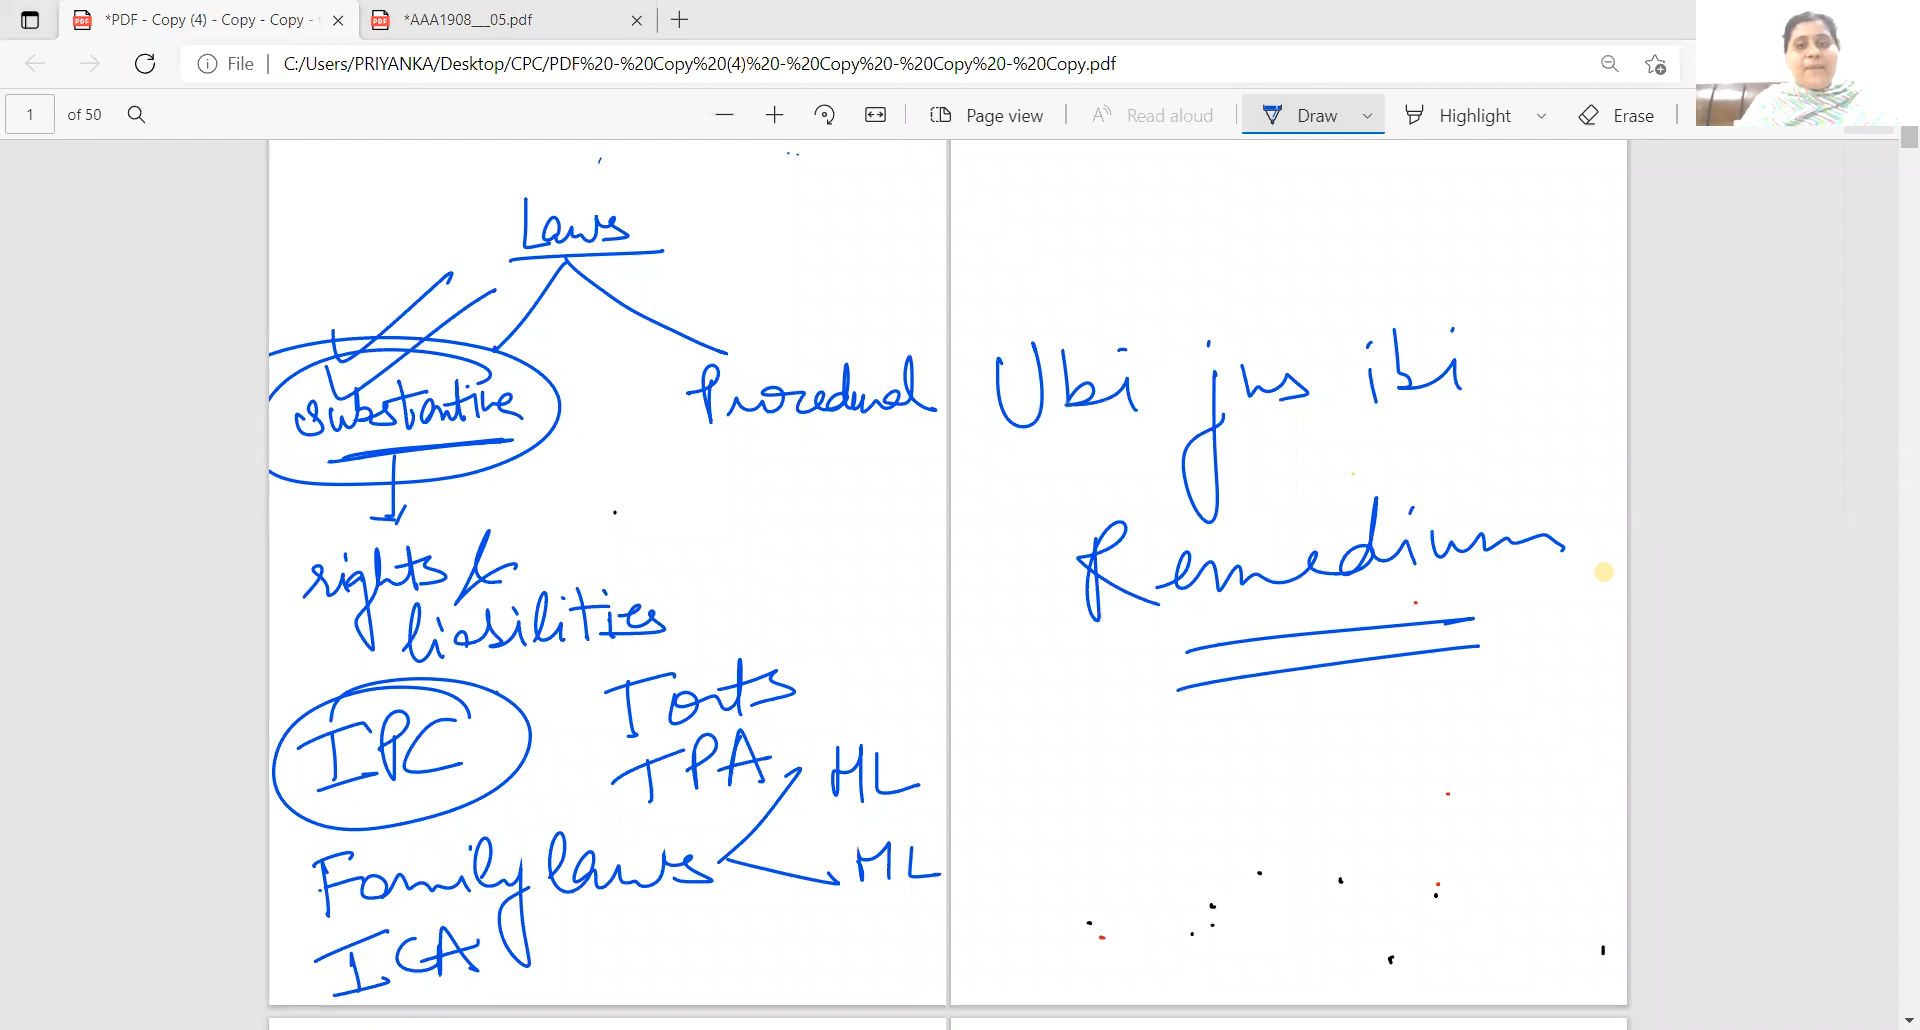 *PDF - Copy (4) - Copy - Copy -
*AAA1908___05.pdf
File
C:/Users/PRIYANKA/Desktop/CPC/PDF%20-%20Copy%20(4)%20-%20Copy%20-%20Copy%20-%20Copy.pdf
1 of 50
Page view
Read aloud
Draw
Highlight
Erase
Laws
Substantive
Procedural
rights &
liabilities
IPC
Torts
TPA
HL
Family laws
ML
ICA
Ubi jus ibi
Remedium